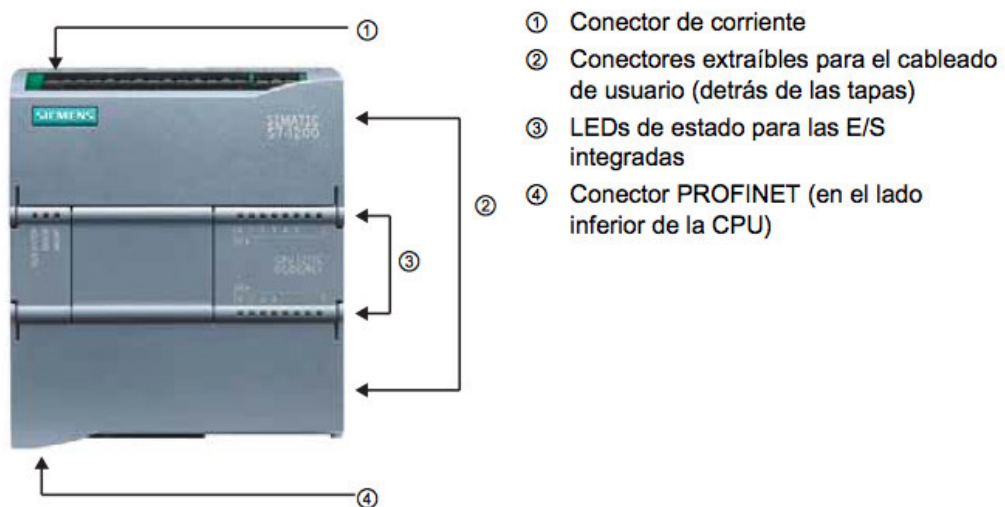 ①
SIEMENS
SIMATIC
S7-1200
②
③
④
① Conector de corriente
② Conectores extraíbles para el cableado
de usuario (detrás de las tapas)
③ LEDs de estado para las E/S
integradas
④ Conector PROFINET (en el lado
inferior de la CPU)